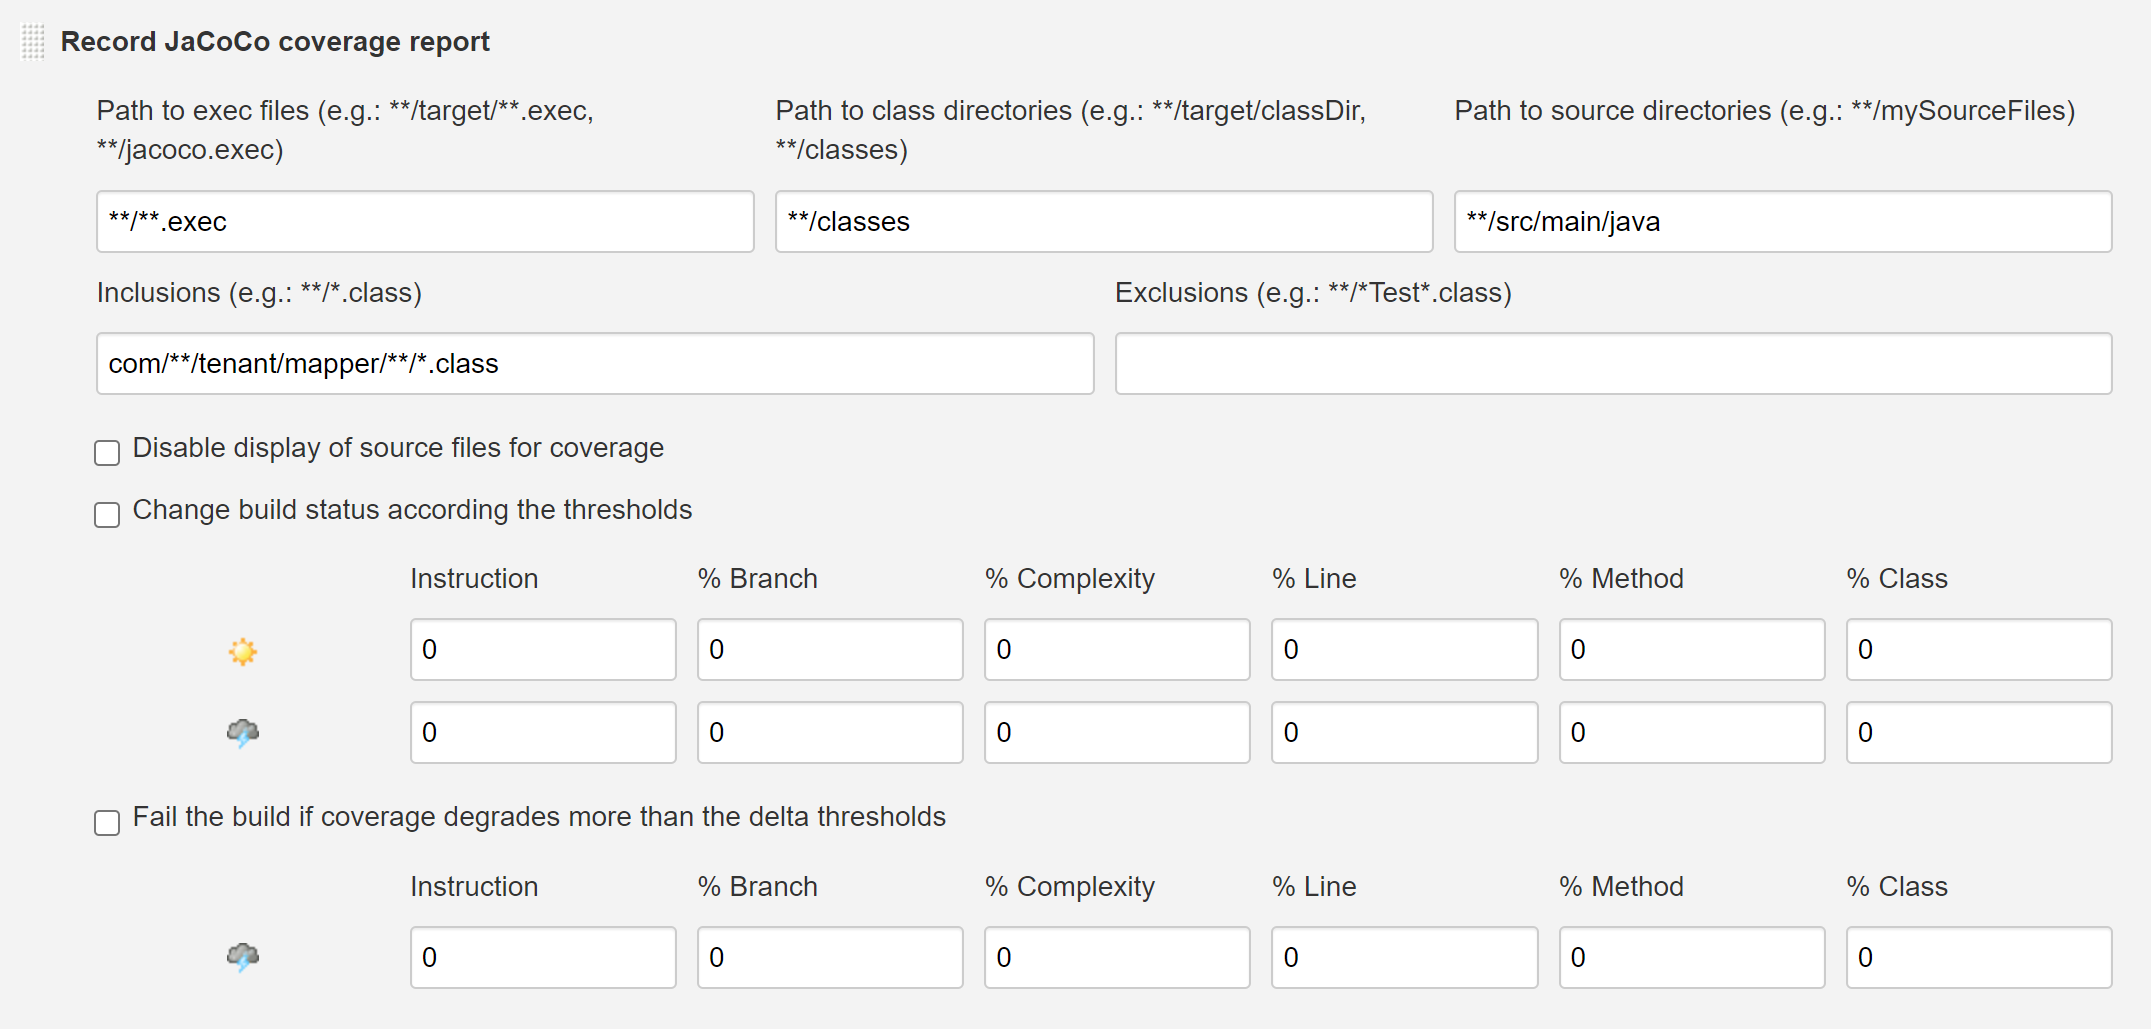 Record JaCoCo coverage report
Path to exec files (e.g.: **/target/**.exec,
**/jacoco.exec)
Path to class directories (e.g.: **/target/classDir,
**/classes)
Path to source directories (e.g.: **/mySourceFiles)
**/**.exec
**/classes
**/src/main/java
Inclusions (e.g.: **/*.class)
Exclusions (e.g.: **/*Test*.class)
com/**/tenant/mapper/**/*.class
Disable display of source files for coverage
Change build status according the thresholds
Instruction % Branch % Complexity % Line % Method % Class
0 0 0 0 0 0
0 0 0 0 0 0
Fail the build if coverage degrades more than the delta thresholds
Instruction % Branch % Complexity % Line % Method % Class
0 0 0 0 0 0